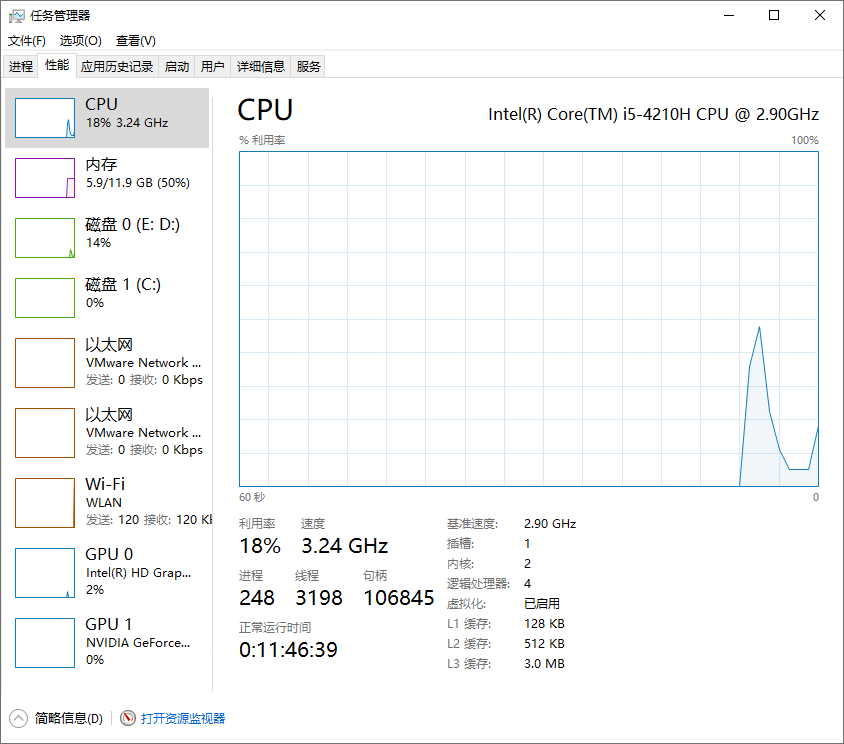 任务管理器
文件(F) 选项(O) 查看(V)
进程 性能 应用历史记录 启动 用户 详细信息 服务
CPU
18% 3.24 GHz
内存
5.9/11.9 GB (50%)
磁盘 0 (E: D:)
14%
磁盘 1 (C:)
0%
以太网
VMware Network ...
发送: 0 接收: 0 Kbps
以太网
VMware Network ...
发送: 0 接收: 0 Kbps
Wi-Fi
WLAN
发送: 120 接收: 120 Kb
GPU 0
Intel(R) HD Grap...
2%
GPU 1
NVIDIA GeForce...
0%
CPU
Intel(R) Core(TM) i5-4210H CPU @ 2.90GHz
% 利用率 100%
60 秒 0
利用率 速度
18% 3.24 GHz
进程 线程 句柄
248 3198 106845
正常运行时间
0:11:46:39
基准速度: 2.90 GHz
插槽: 1
内核: 2
逻辑处理器: 4
虚拟化: 已启用
L1 缓存: 128 KB
L2 缓存: 512 KB
L3 缓存: 3.0 MB
简略信息(D) 打开资源监视器